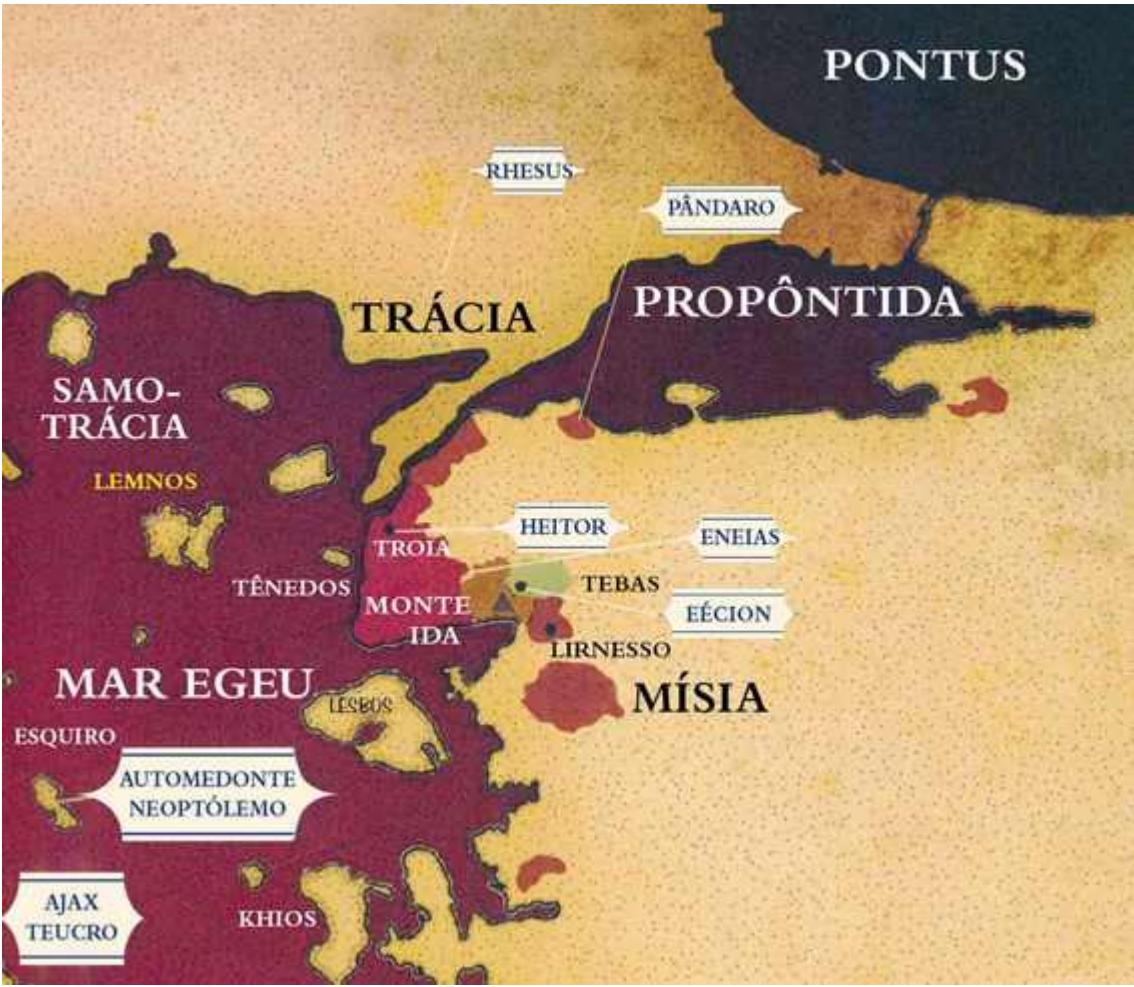 PONTUS
RHESUS
PÂNDARO
PROPÔNTIDA
TRÁCIA
SAMO-
TRÁCIA
LEMNOS
HEITOR
ENEIAS
TROIA
TÊNEDOS
TEBAS
MONTE
IDA
EÉCION
LIRNESSO
MAR EGEU
LESBOS
MÍSIA
ESQUIRO
AUTOMEDONTE
NEOPTÓLEMO
AJAX
TEUCRO
KHIOS